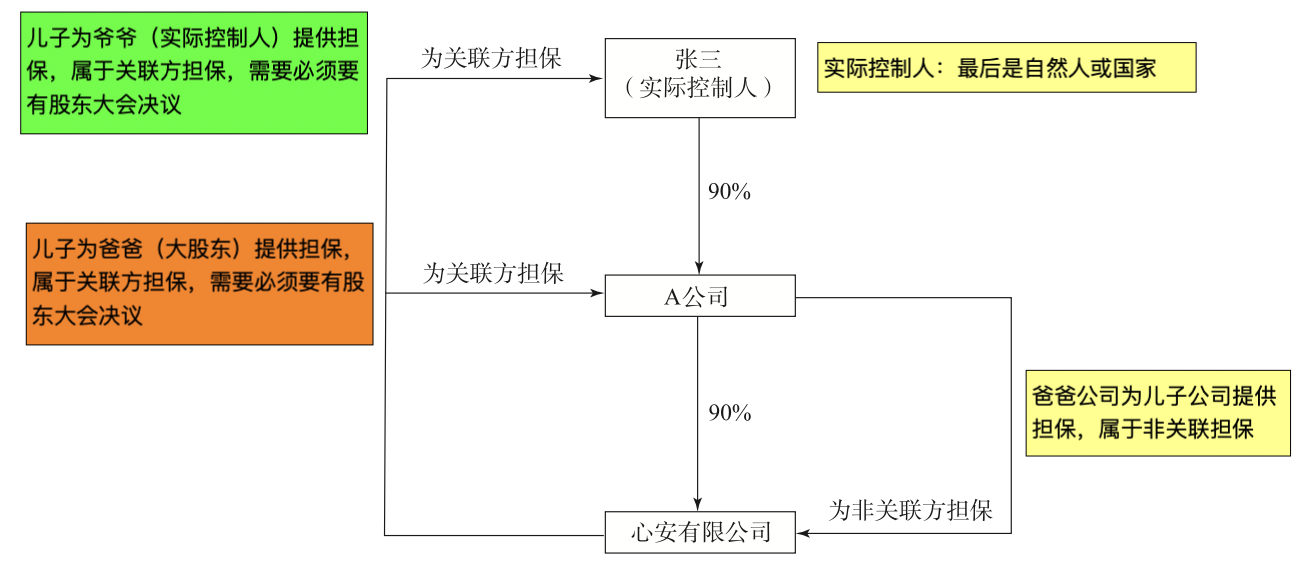 儿子为爷爷（实际控制人）提供担
保，属于关联方担保，需要必须要
有股东大会决议
为关联方担保
张三
（实际控制人）
实际控制人：最后是自然人或国家
90%
儿子为爸爸（大股东）提供担保，
属于关联方担保，需要必须要有股
东大会决议
为关联方担保
A公司
90%
爸爸公司为儿子公司提供
担保，属于非关联担保
为非关联方担保
心安有限公司